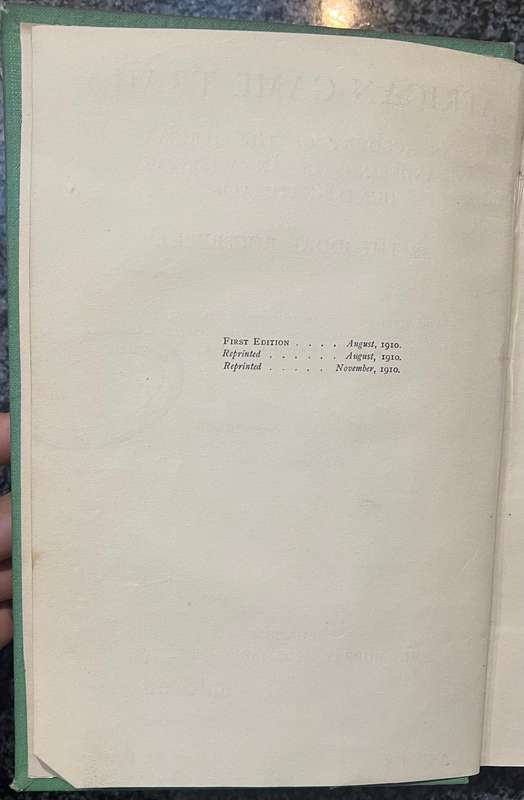 First Edition . . . . August, 1910.
Reprinted . . . . . . August, 1910.
Reprinted . . . . . November, 1910.